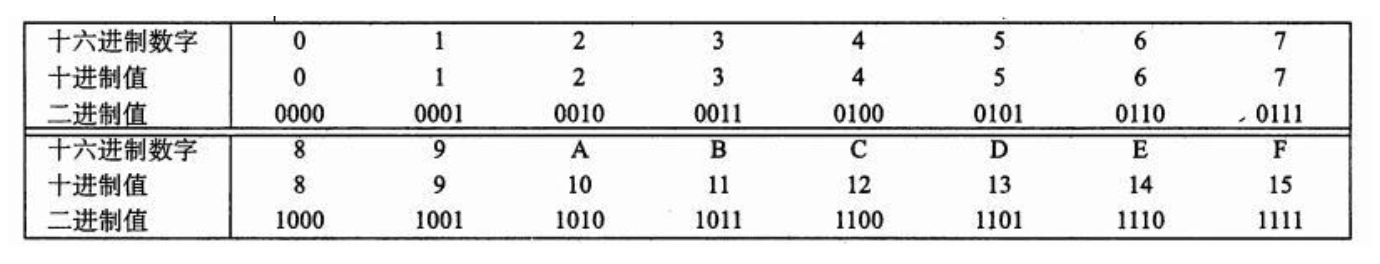 十六进制数字 0 1 2 3 4 5 6 7
十进制值 0 1 2 3 4 5 6 7
二进制值 0000 0001 0010 0011 0100 0101 0110 0111
十六进制数字 8 9 A B C D E F
十进制值 8 9 10 11 12 13 14 15
二进制值 1000 1001 1010 1011 1100 1101 1110 1111